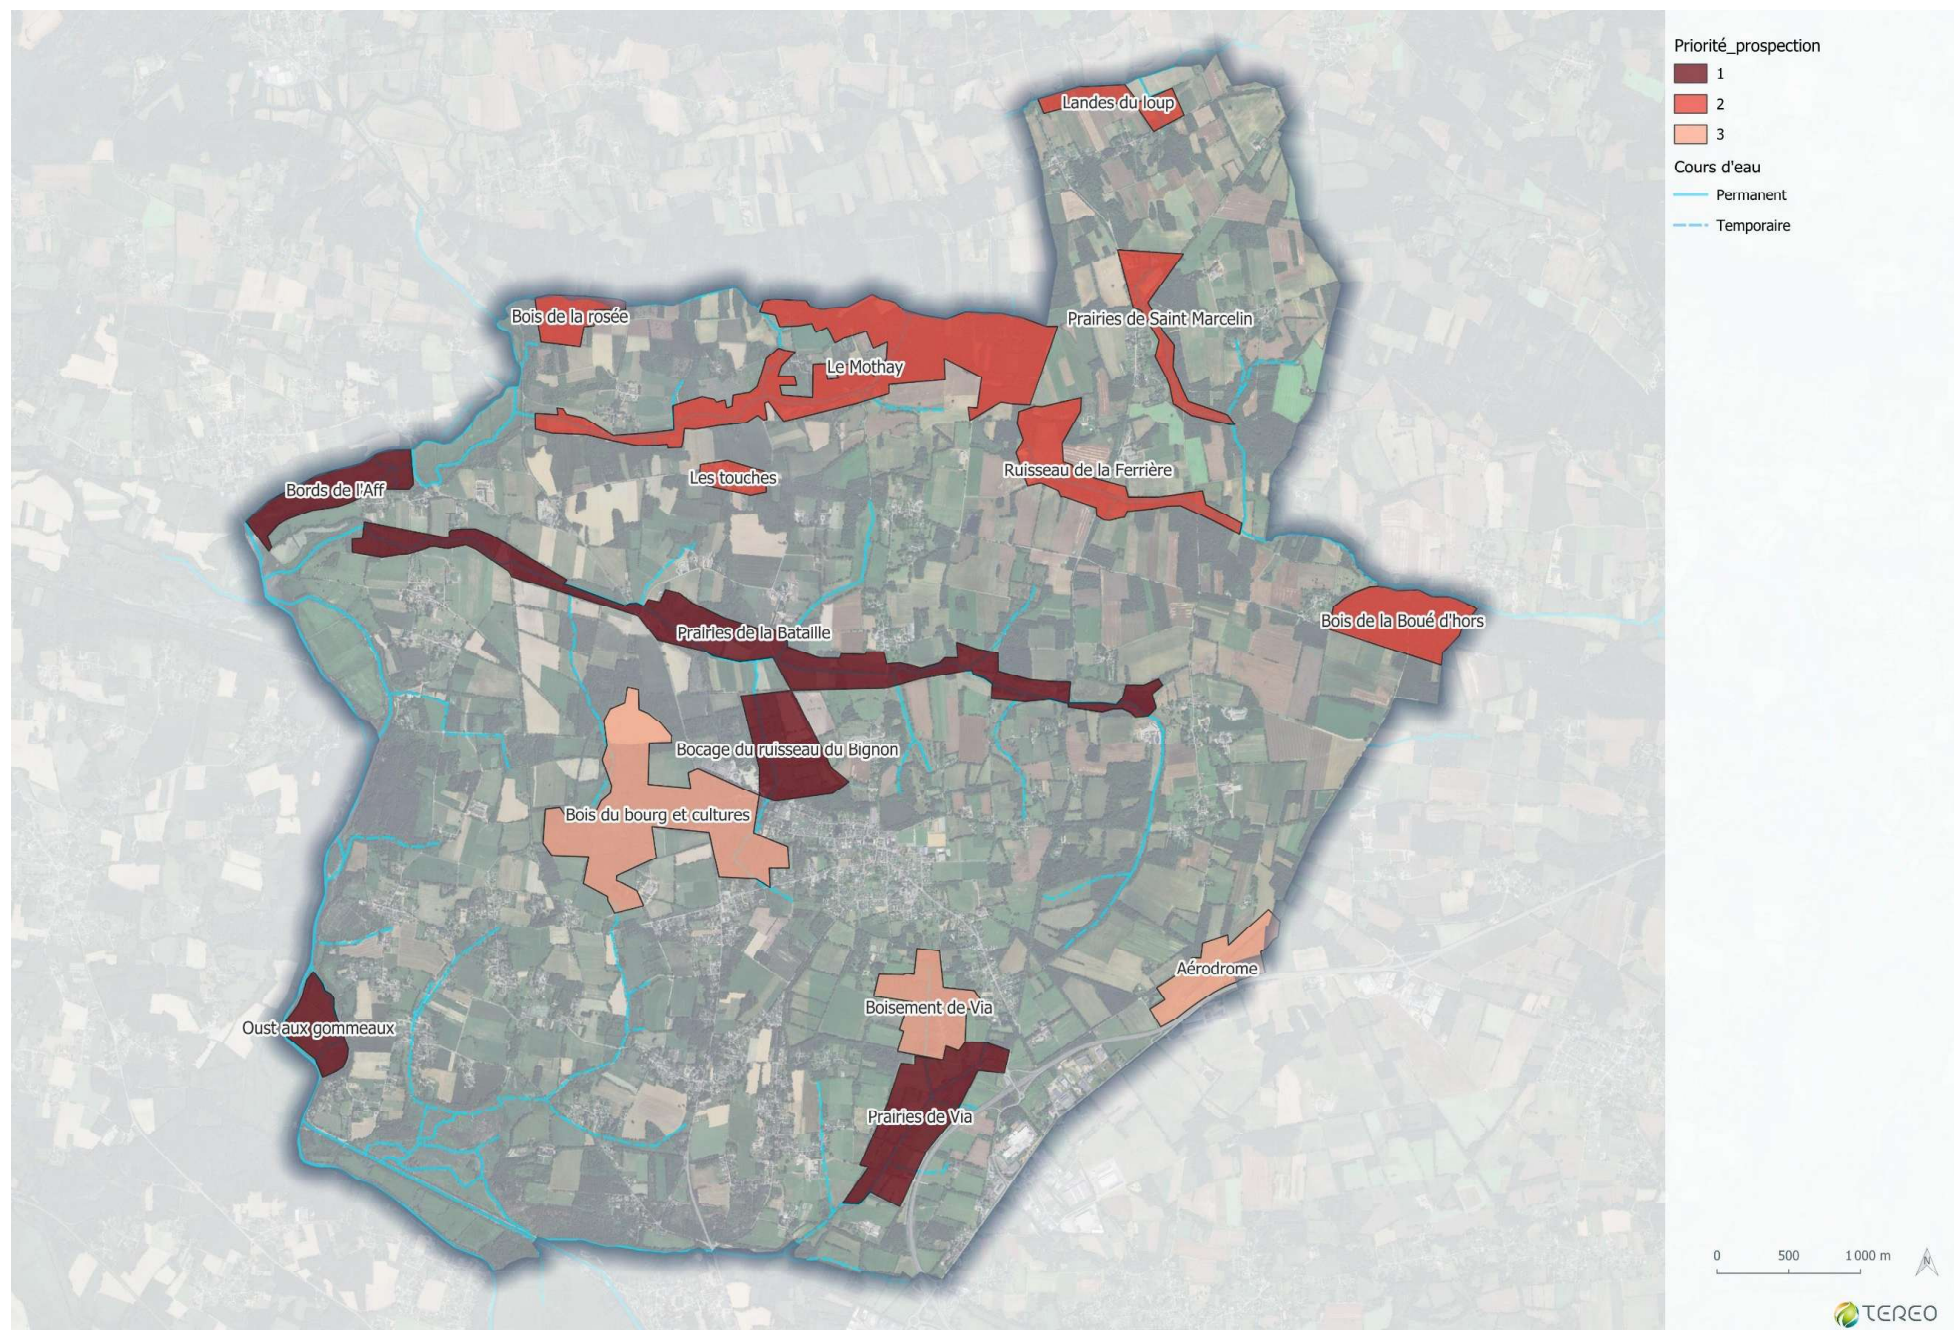 Priorité_prospection
1
2
3
Cours d'eau
Permanent
Temporaire
Landes du loup
Bois de la rosée
Prairies de Saint Marcelin
Le Mothay
Les touches
Ruisseau de la Ferrière
Bords de l'Aff
Prairies de la Bataille
Bois de la Boué d'hors
Bocage du ruisseau du Bignon
Bois du bourg et cultures
Aérodrome
Boisement de Via
Oust aux gommeaux
Prairies de Via
0 500 1 000 m
N
TEREO